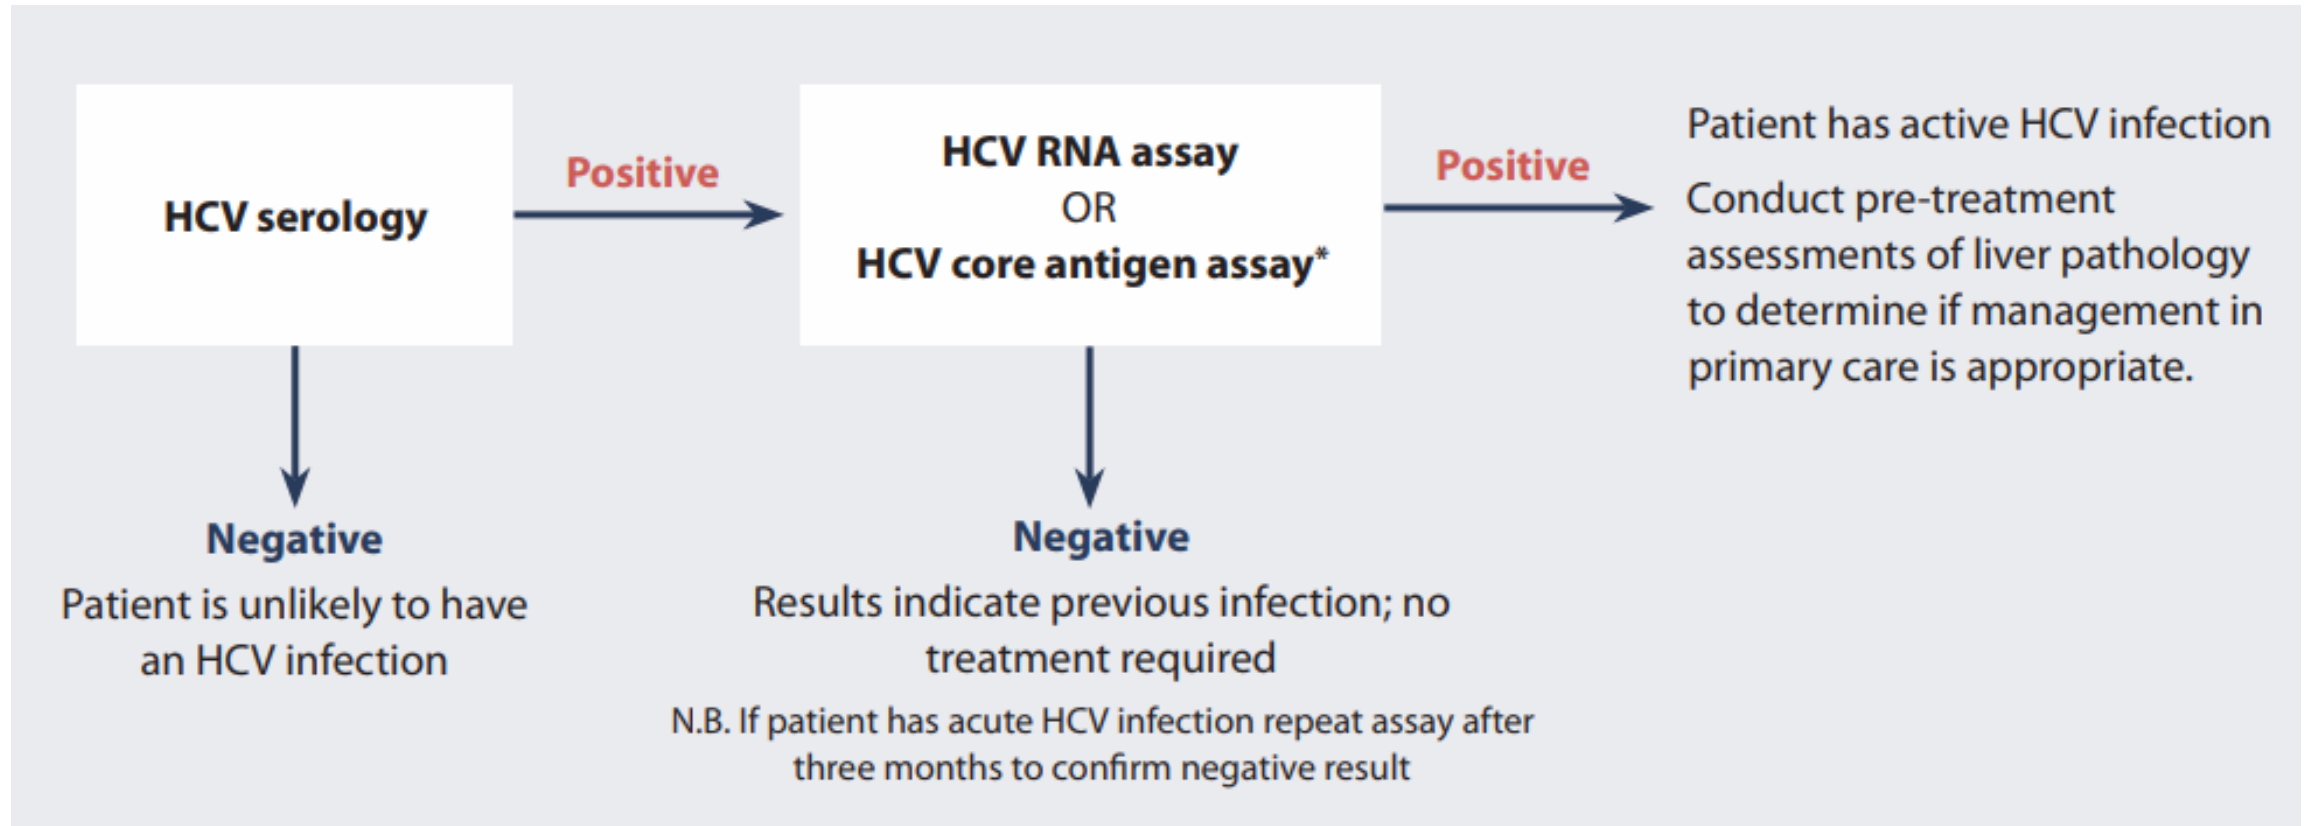 HCV serology
Positive
HCV RNA assay
OR
HCV core antigen assay*
Positive
Patient has active HCV infection
Conduct pre-treatment
assessments of liver pathology
to determine if management in
primary care is appropriate.
Negative
Patient is unlikely to have
an HCV infection
Negative
Results indicate previous infection; no
treatment required
N.B. If patient has acute HCV infection repeat assay after
three months to confirm negative result